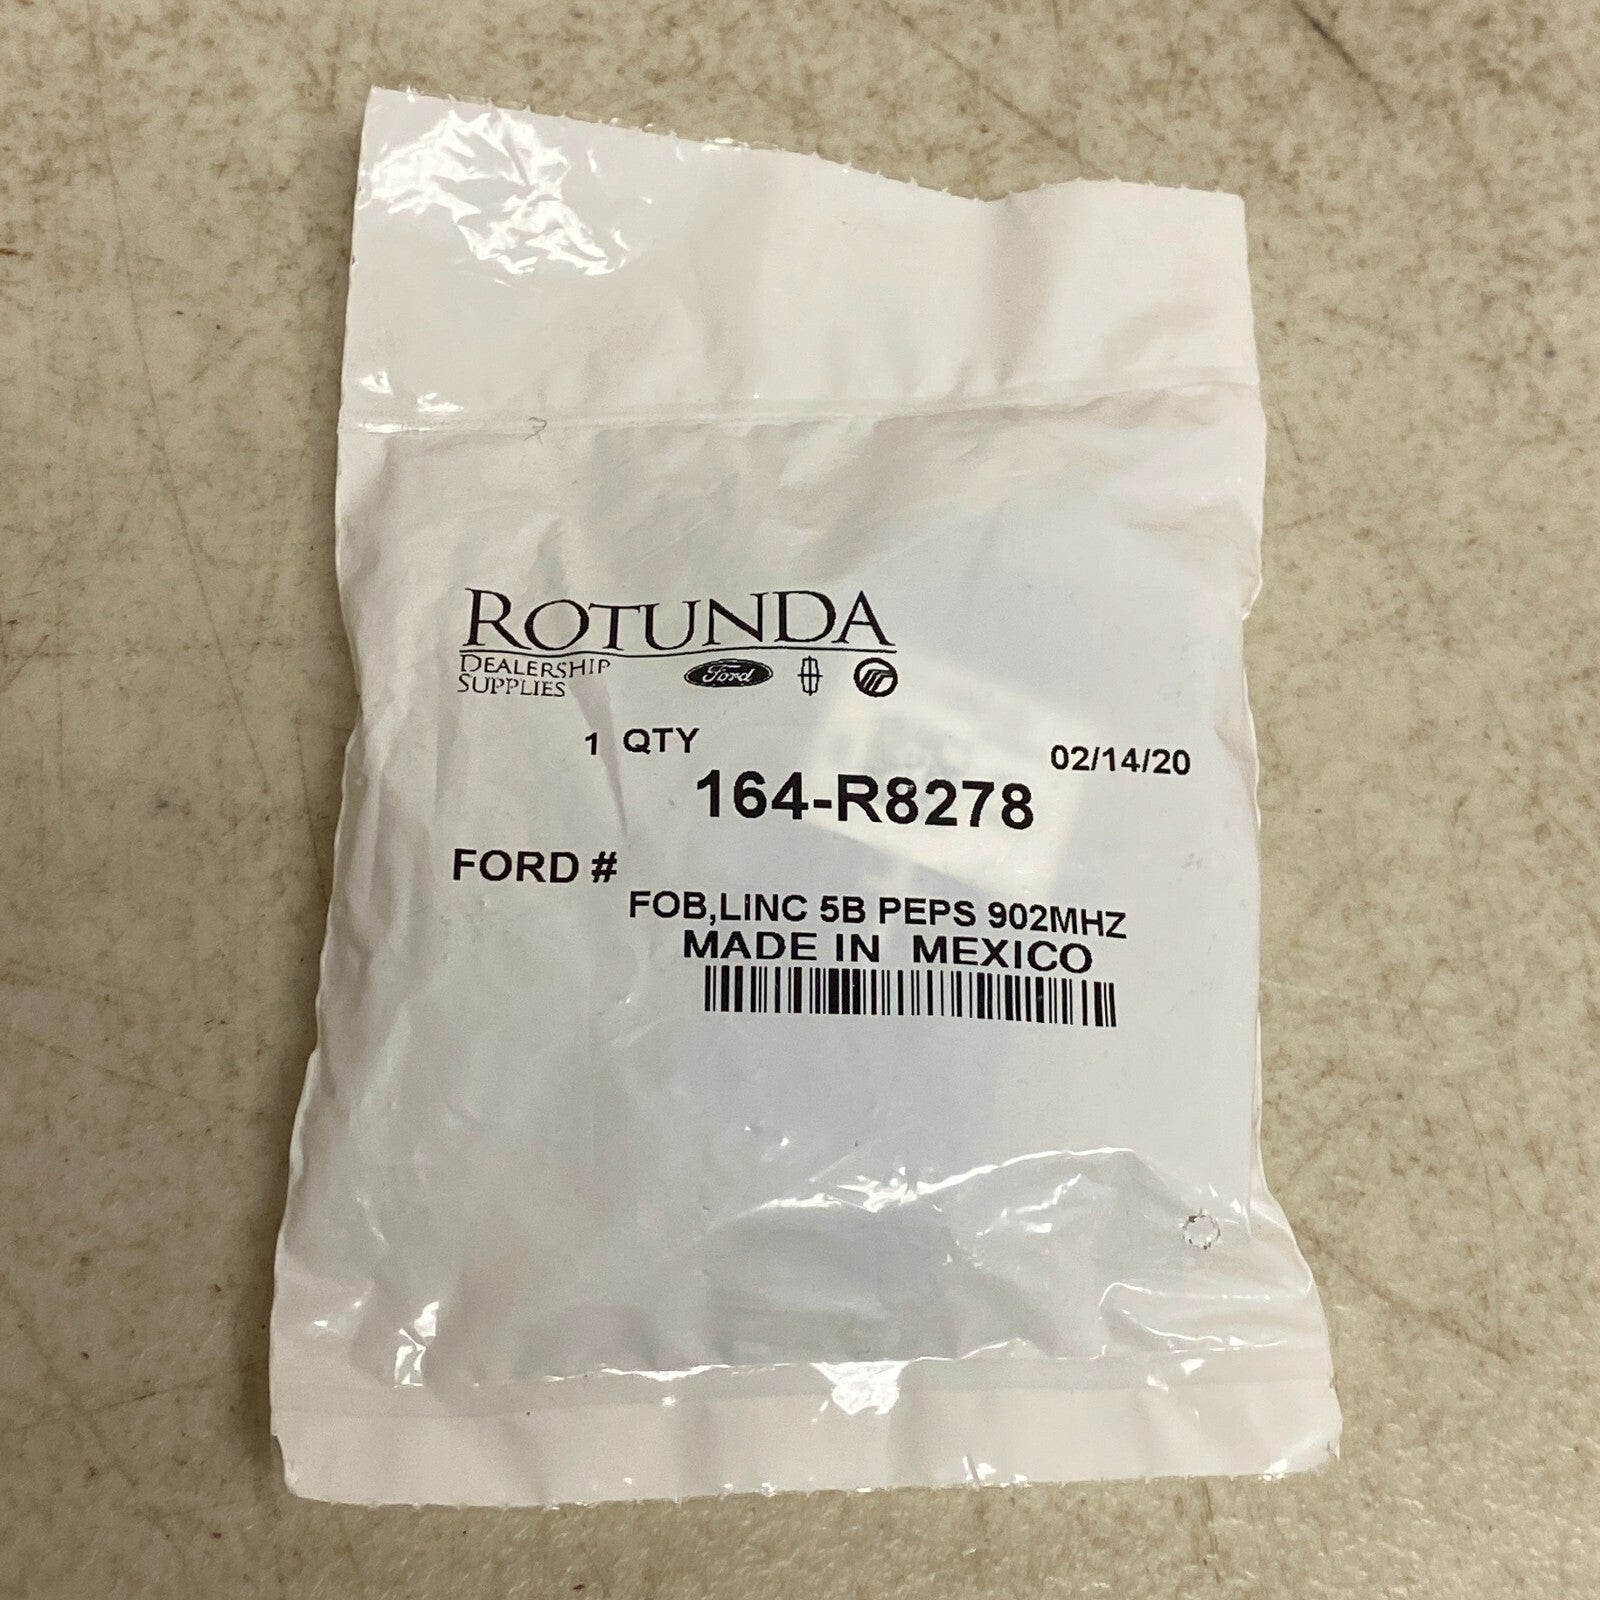 ROTUNDA
DEALERSHIP
SUPPLIES
Ford
1 QTY
02/14/20
164-R8278
FORD #
FOB,LINC 5B PEPS 902MHZ
MADE IN MEXICO